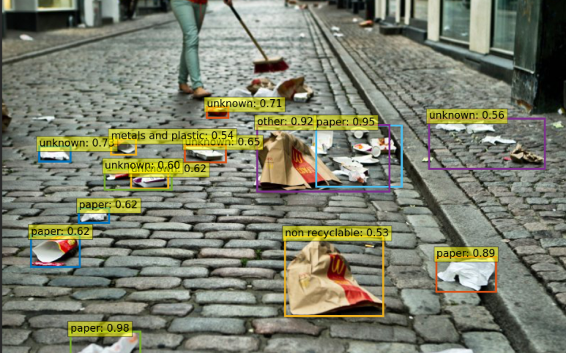 unknown: 0.71
unknown: 0.56
other: 0.92
paper: 0.95
metals and plastic: 0.54
unknown: 0.7
0.65
unknown: 0.60
0.62
paper: 0.62
paper: 0.62
non recyclable: 0.53
paper: 0.89
paper: 0.98